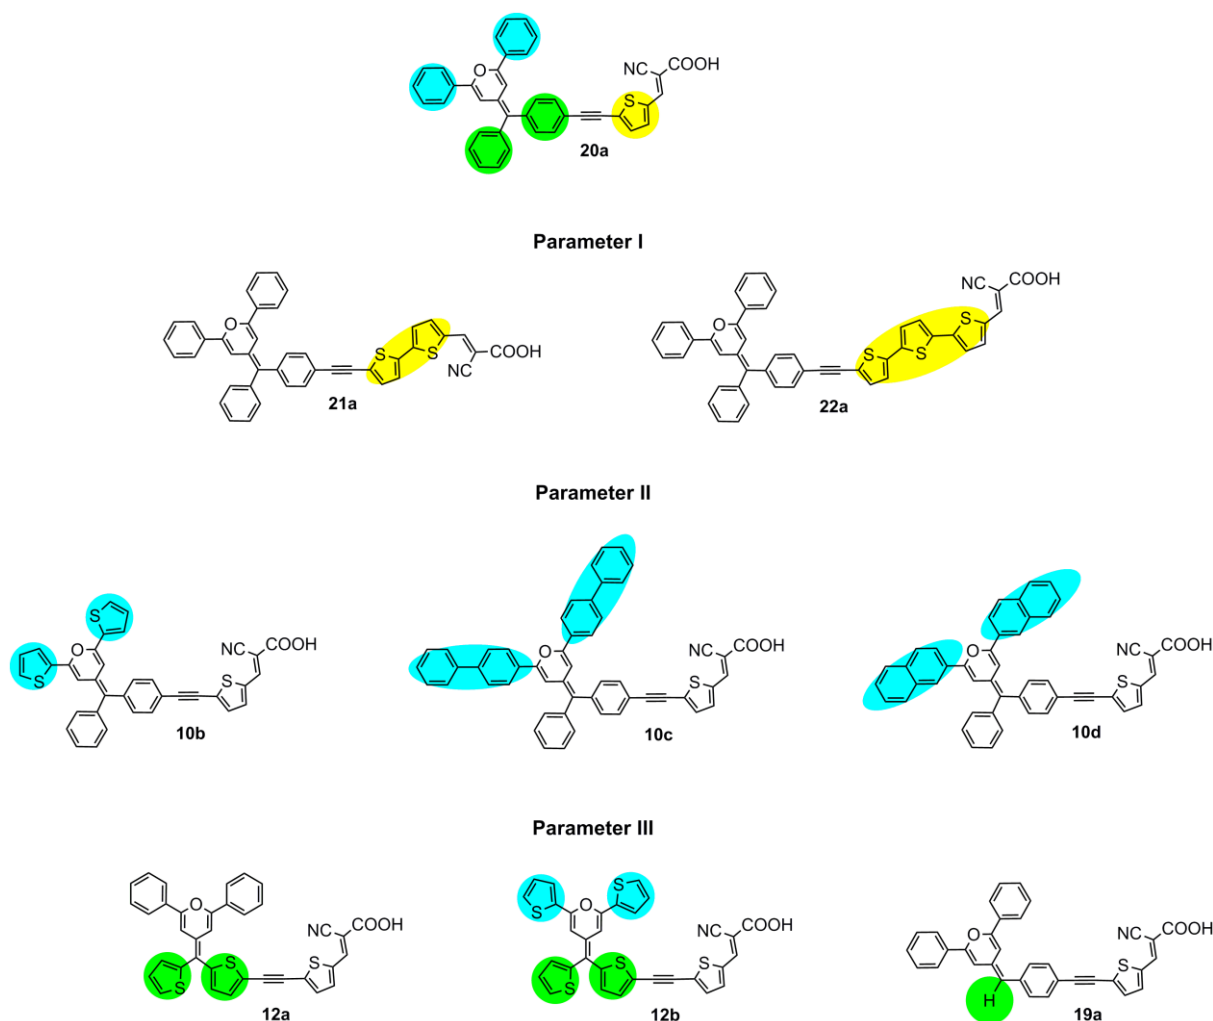 O
S
NC
COOH
20a
Parameter I
O
S
S
COOH
NC
21a
O
S
S
S
NC
COOH
22a
Parameter II
S
S
O
S
NC
COOH
10b
O
S
NC
COOH
10c
O
S
NC
COOH
10d
Parameter III
O
S
S
S
NC
COOH
12a
S
S
O
S
S
S
NC
COOH
12b
O
H
S
NC
COOH
19a